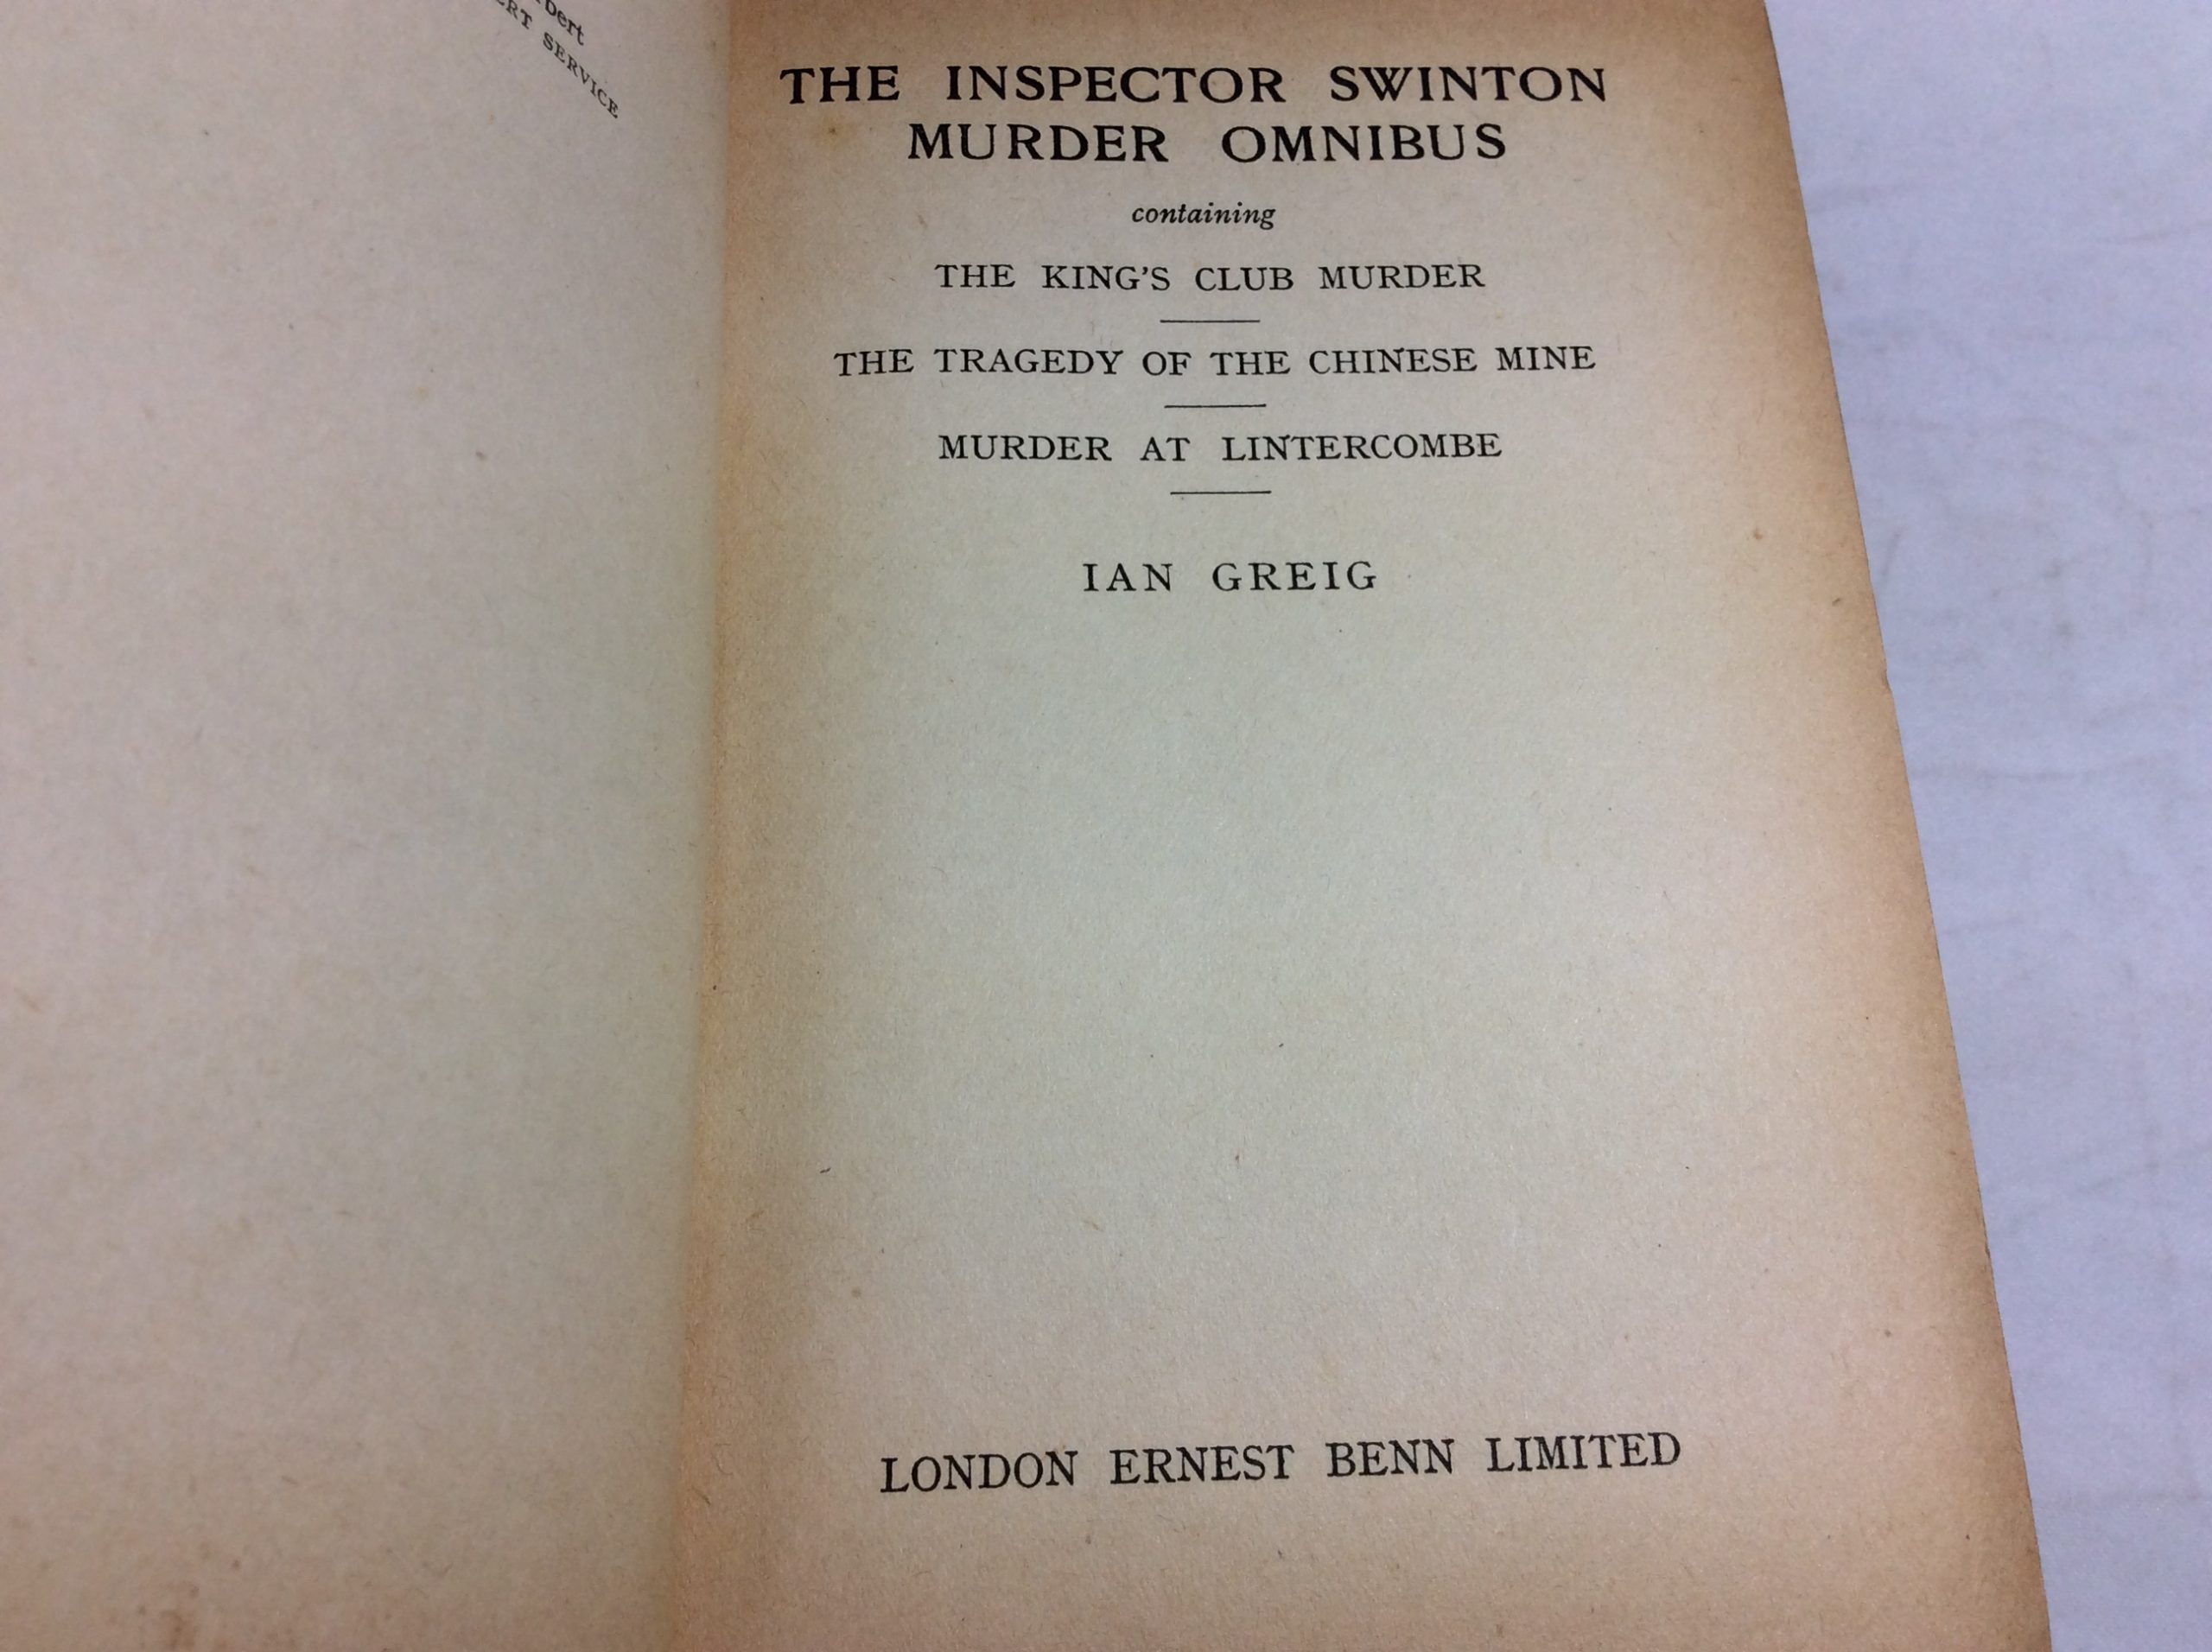 SERVICE
THE INSPECTOR SWINTON
MURDER OMNIBUS
containing
THE KING'S CLUB MURDER
THE TRAGEDY OF THE CHINESE MINE
MURDER AT LINTERCOMBE
IAN GREIG
LONDON ERNEST BENN LIMITED